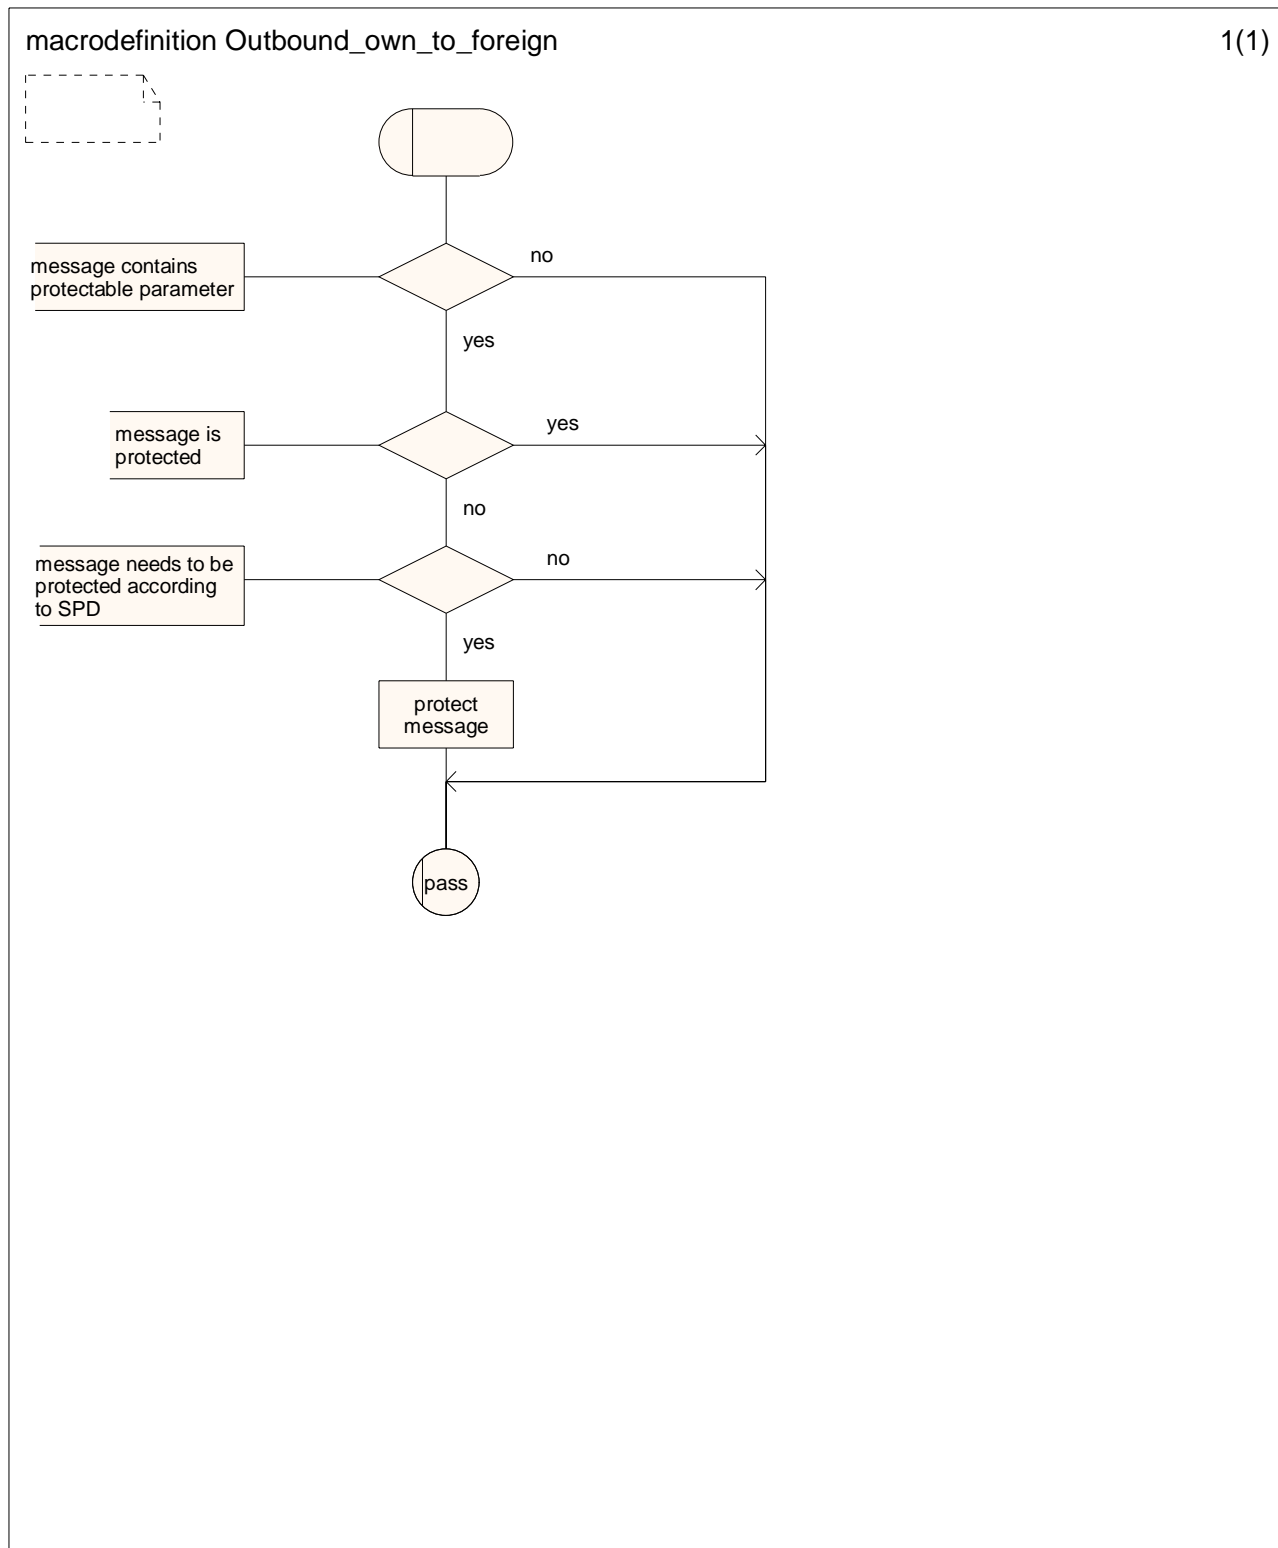 macrodefinition Outbound_own_to_foreign
1(1)
message contains
protectable parameter
no
yes
message is
protected
yes
no
message needs to be
protected according
to SPD
no
yes
protect
message
pass